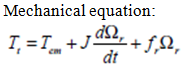 Mechanical equation:
T_t = T_em + J dΩ_r/dt + f_r Ω_r